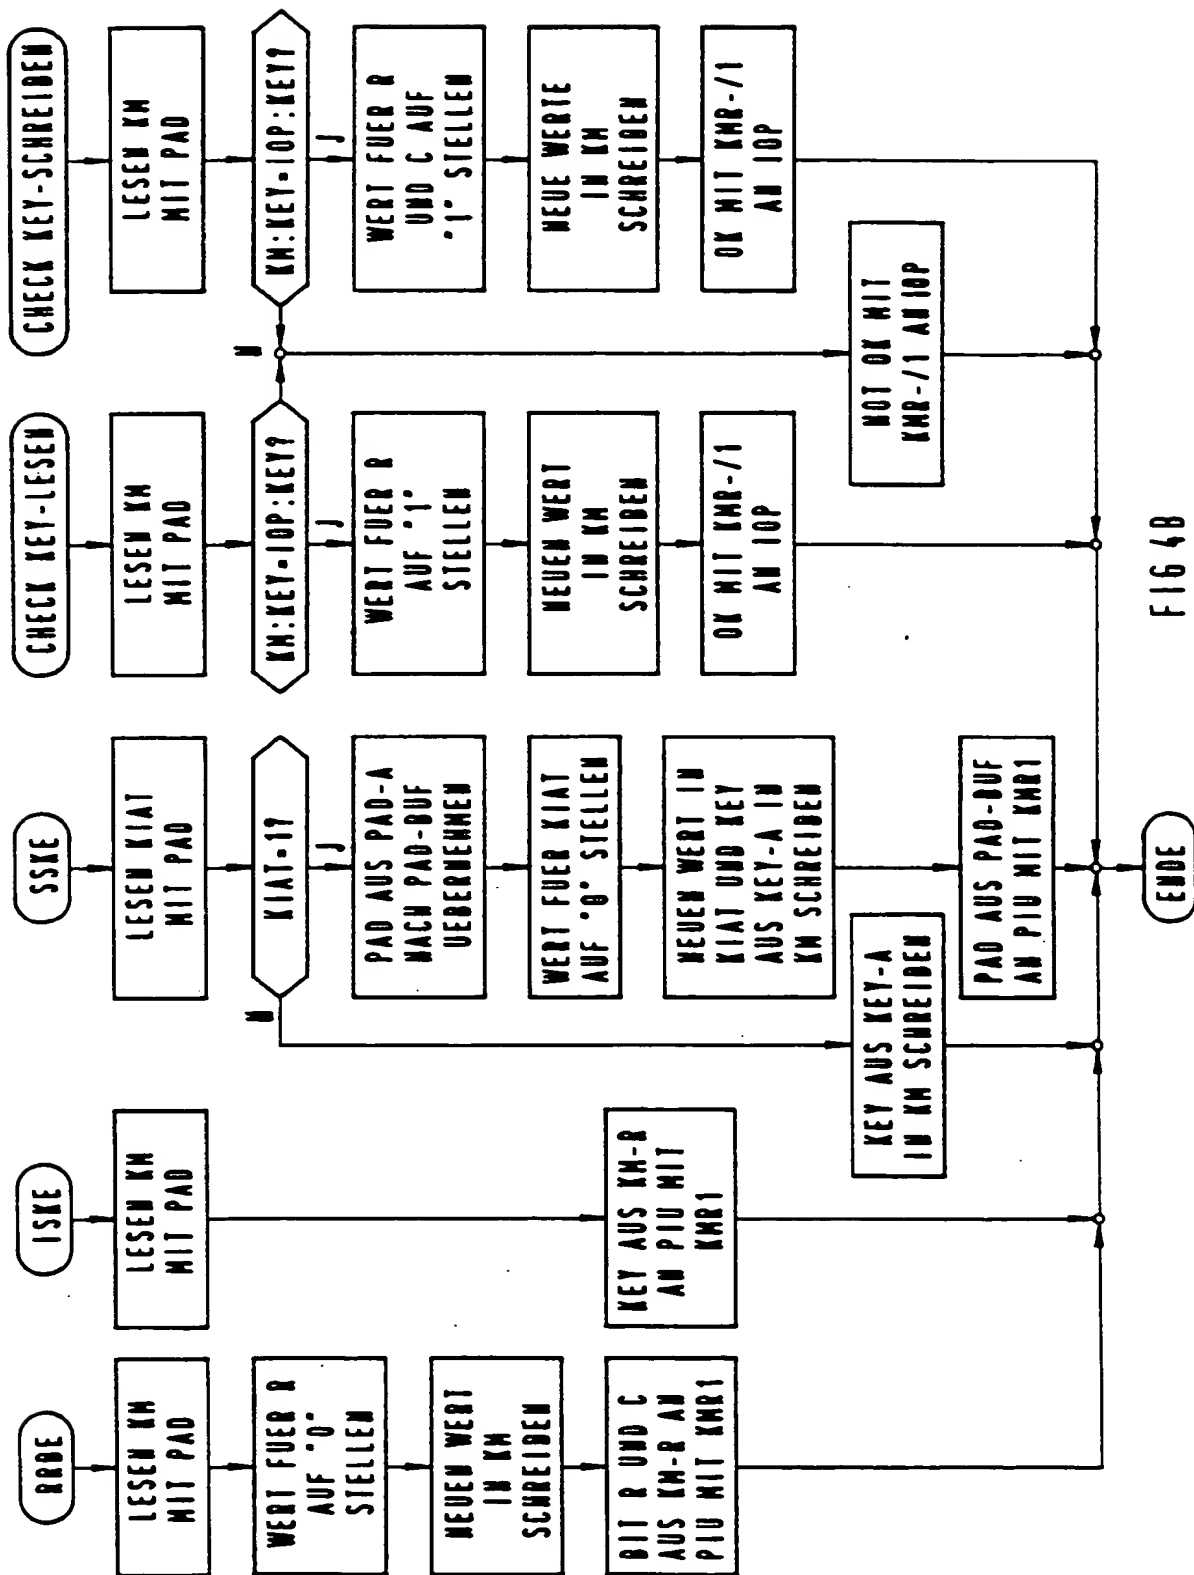 RRBE
LESEN KM
MIT PAD
WERT FUER R
AUF "0"
STELLEN
NEUEN WERT
IN KM
SCHREIBEN
BIT R UND C
AUS KM-R AN
PIU MIT KMR1
ISKE
LESEN KM
MIT PAD
KEY AUS KM-R
AN PIU MIT
KMR1
SSKE
LESEN KIAT
MIT PAD
KIAT=1?
N
J
PAD AUS PAD-A
NACH PAD-BUF
UEBERNEHMEN
WERT FUER KIAT
AUF "0" STELLEN
NEUEN WERT IN
KIAT UND KEY
AUS KEY-A IN
KM SCHREIBEN
KEY AUS KEY-A
IN KM SCHREIBEN
PAD AUS PAD-BUF
AN PIU MIT KMR1
CHECK KEY-LESEN
LESEN KM
MIT PAD
KM:KEY=IOP:KEY?
N
J
WERT FUER R
AUF "1"
STELLEN
NEUEN WERT
IN KM
SCHREIBEN
OK MIT KMR-/1
AN IOP
CHECK KEY-SCHREIBEN
LESEN KM
MIT PAD
KM:KEY=IOP:KEY?
J
WERT FUER R
UND C AUF
"1" STELLEN
NEUE WERTE
IN KM
SCHREIBEN
OK MIT KMR-/1
AN IOP
NOT OK MIT
KMR-/1 AN IOP
ENDE
FIG 4B